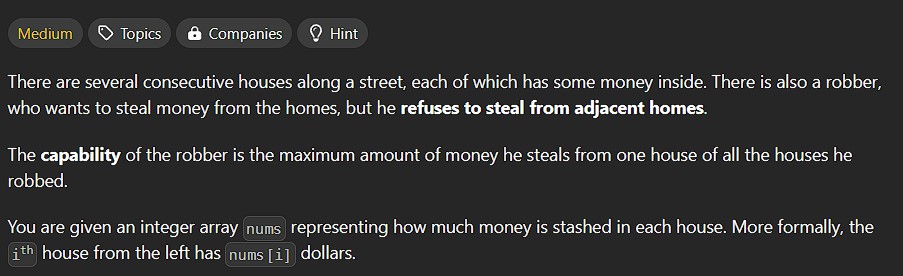 Medium Topics Companies Hint
There are several consecutive houses along a street, each of which has some money inside. There is also a robber,
who wants to steal money from the homes, but he refuses to steal from adjacent homes.
The capability of the robber is the maximum amount of money he steals from one house of all the houses he
robbed.
You are given an integer array nums representing how much money is stashed in each house. More formally, the
ith house from the left has nums[i] dollars.